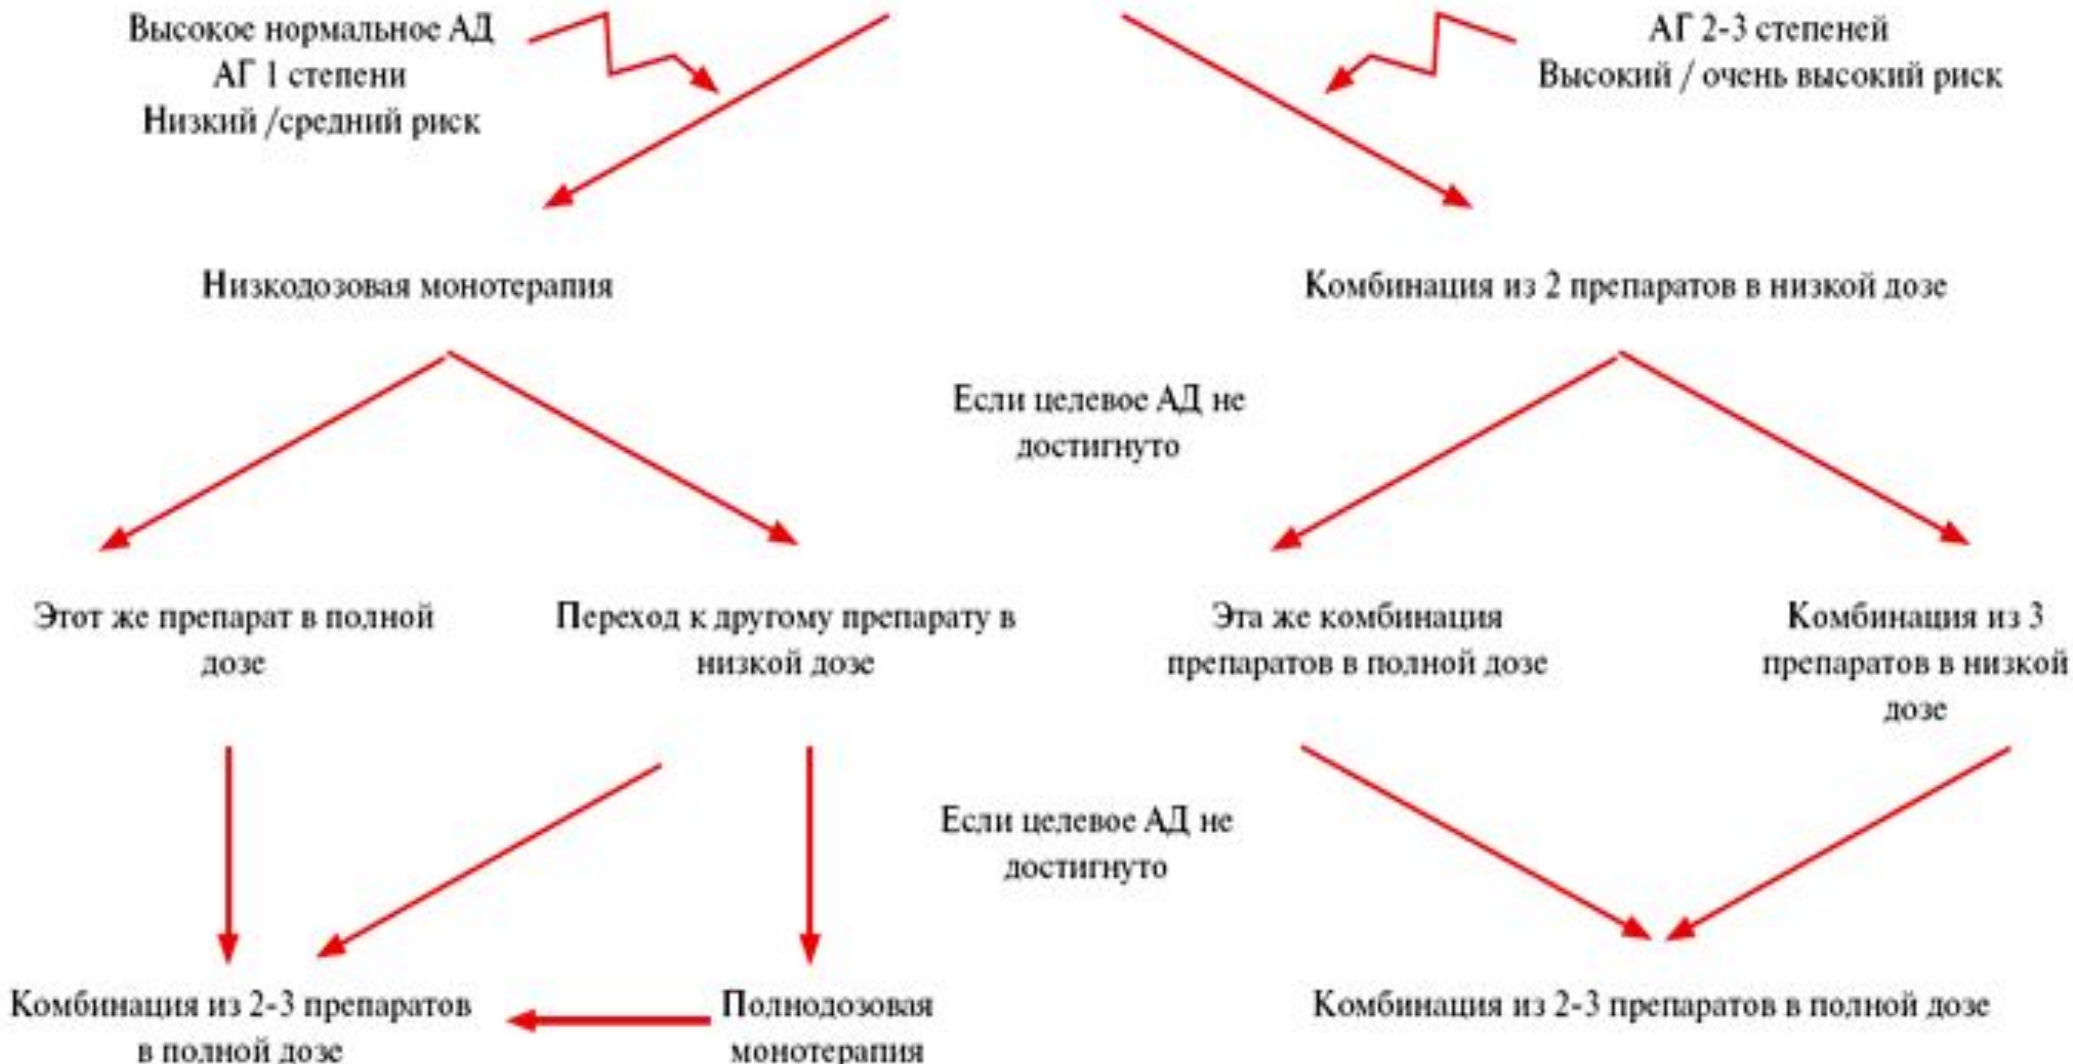 Высокое нормальное АД
АГ 1 степени
Низкий /средний риск
АГ 2-3 степеней
Высокий / очень высокий риск
Низкодозовая монотерапия
Комбинация из 2 препаратов в низкой дозе
Если целевое АД не
достигнуто
Этот же препарат в полной
дозе
Переход к другому препарату в
низкой дозе
Эта же комбинация
препаратов в полной дозе
Комбинация из 3
препаратов в низкой
дозе
Если целевое АД не
достигнуто
Комбинация из 2-3 препаратов
в полной дозе
Полнодозовая
монотерапия
Комбинация из 2-3 препаратов в полной дозе